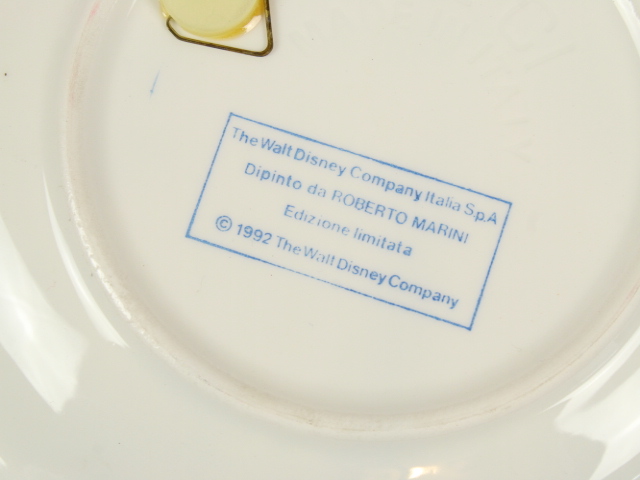 The Walt Disney Company Italia S.p.A
Dipinto da ROBERTO MARINI
Edizione limitata
© 1992 The Walt Disney Company